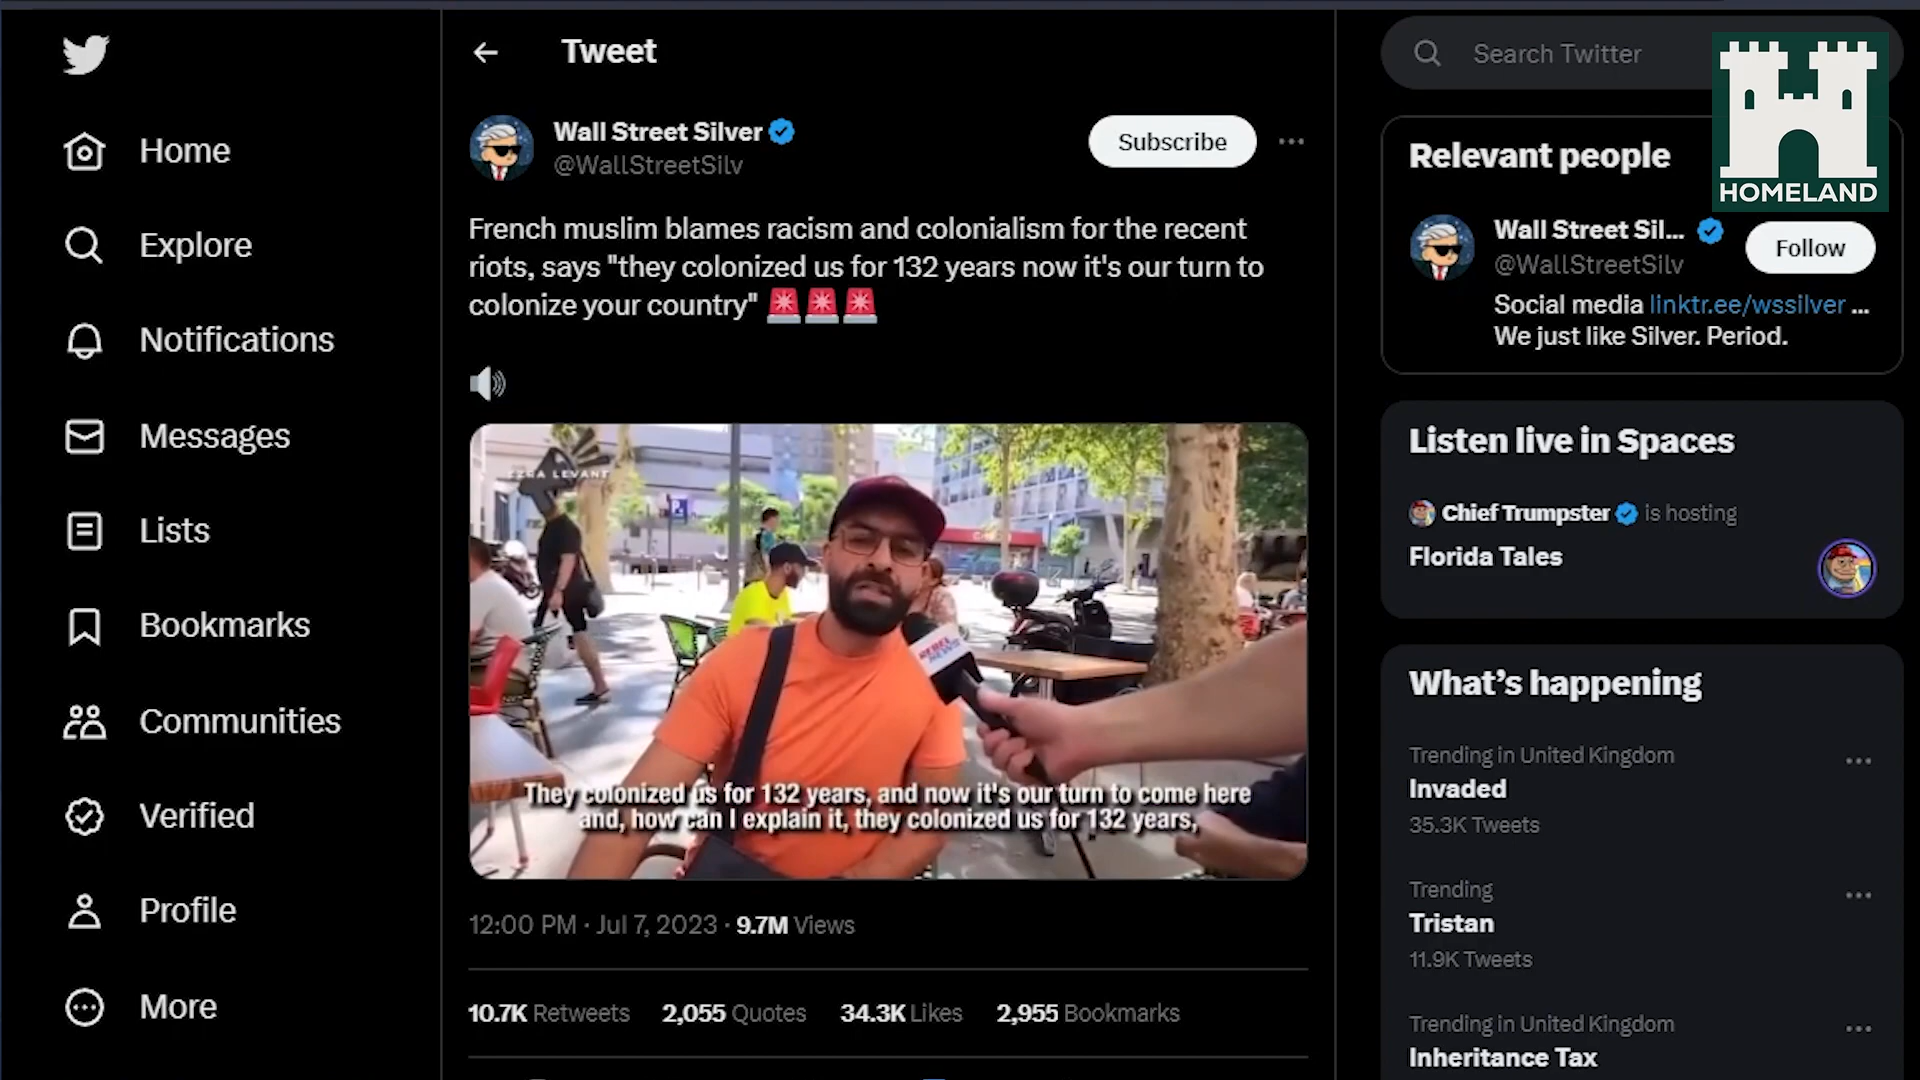 Home
Explore
Notifications
Messages
Lists
Bookmarks
Communities
Verified
Profile
More
Tweet
Wall Street Silver
@WallStreetSilv
Subscribe
French muslim blames racism and colonialism for the recent
riots, says "they colonized us for 132 years now it's our turn to
colonize your country" 🚨🚨🚨
🔊
EZRA LEVANT
REBEL
NEWS
They colonized us for 132 years, and now it's our turn to come here
and, how can I explain it, they colonized us for 132 years,
12:00 PM · Jul 7, 2023 · 9.7M Views
10.7K Retweets 2,055 Quotes 34.3K Likes 2,955 Bookmarks
Search Twitter
HOMELAND
Relevant people
Wall Street Sil...
@WallStreetSilv
Follow
Social media linktr.ee/wssilver ...
We just like Silver. Period.
Listen live in Spaces
Chief Trumpster is hosting
Florida Tales
What's happening
Trending in United Kingdom
Invaded
35.3K Tweets
Trending
Tristan
11.9K Tweets
Trending in United Kingdom
Inheritance Tax